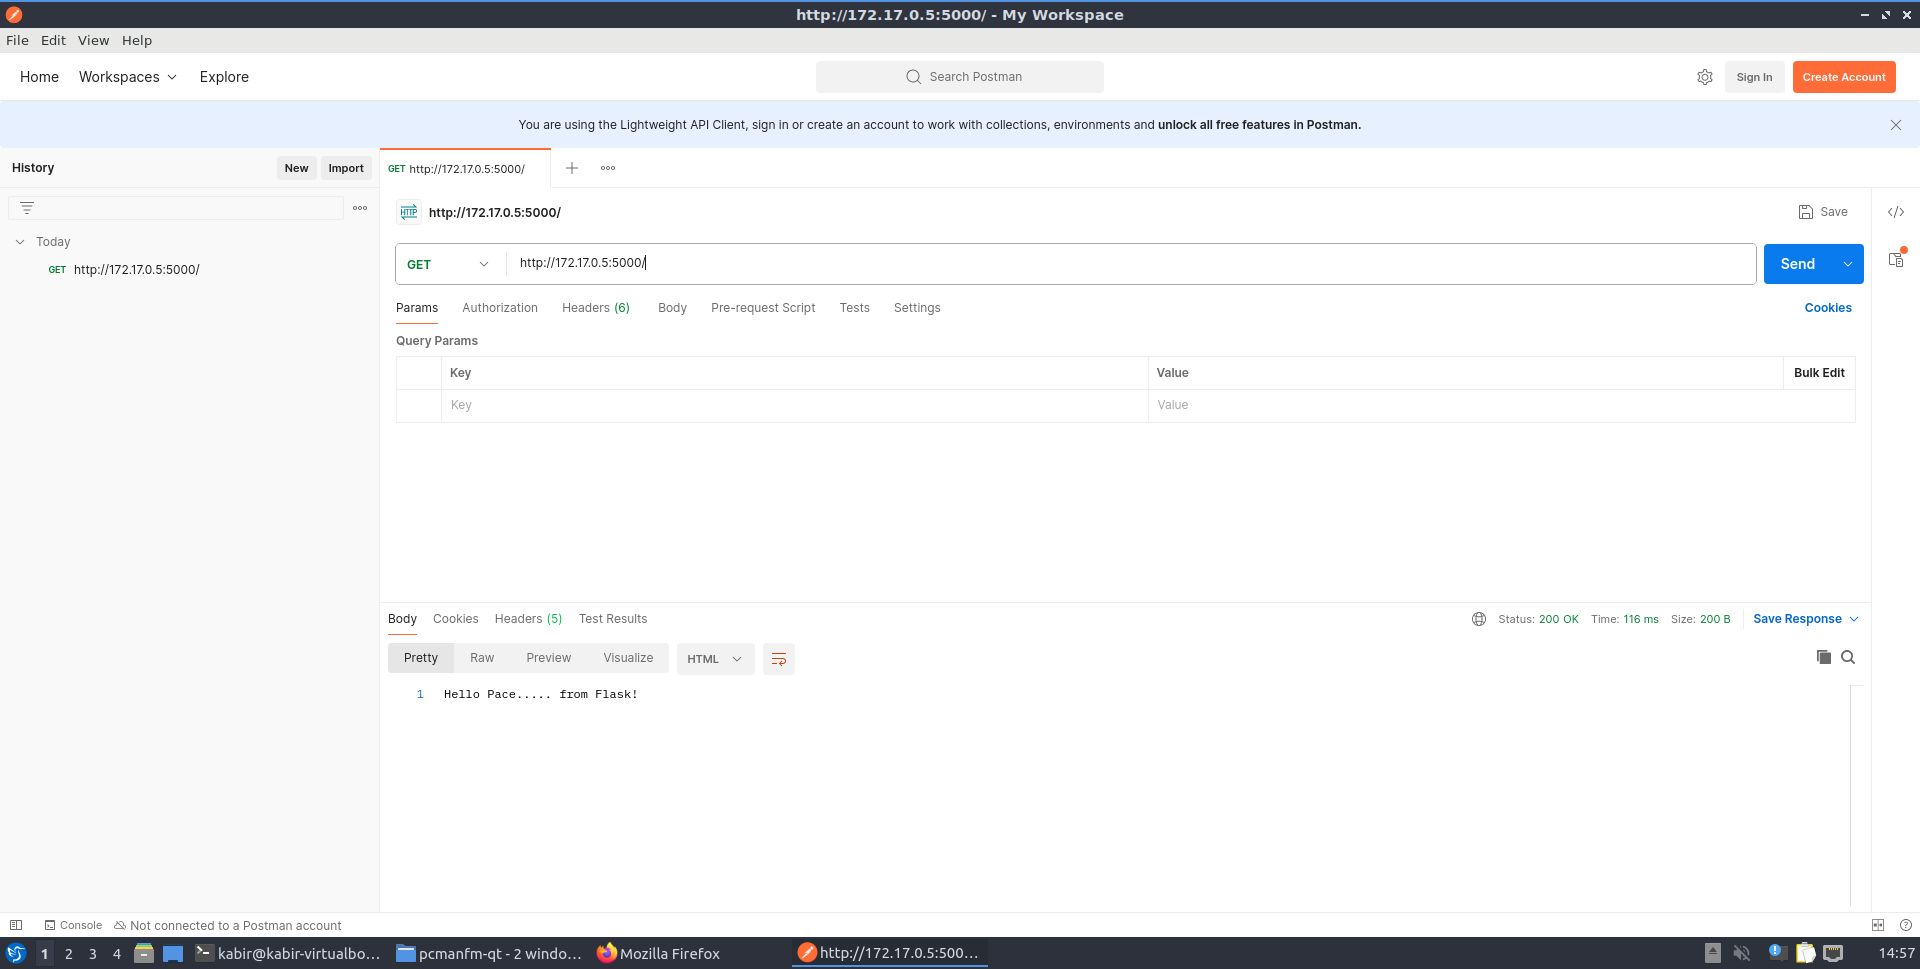 http://172.17.0.5:5000/ - My Workspace
File Edit View Help
Home Workspaces Explore Search Postman Sign In Create Account
You are using the Lightweight API Client, sign in or create an account to work with collections, environments and unlock all free features in Postman.
History New Import GET http://172.17.0.5:5000/
HTTP http://172.17.0.5:5000/ Save
Today
GET http://172.17.0.5:5000/
GET http://172.17.0.5:5000/ Send
Params Authorization Headers (6) Body Pre-request Script Tests Settings Cookies
Query Params
Key Value Bulk Edit
Key Value
Body Cookies Headers (5) Test Results Status: 200 OK Time: 116 ms Size: 200 B Save Response
Pretty Raw Preview Visualize HTML
1 Hello Pace..... from Flask!
Console Not connected to a Postman account
1 2 3 4 kabir@kabir-virtualbo... pcmanfm-qt - 2 windo... Mozilla Firefox http://172.17.0.5:500... 14:57